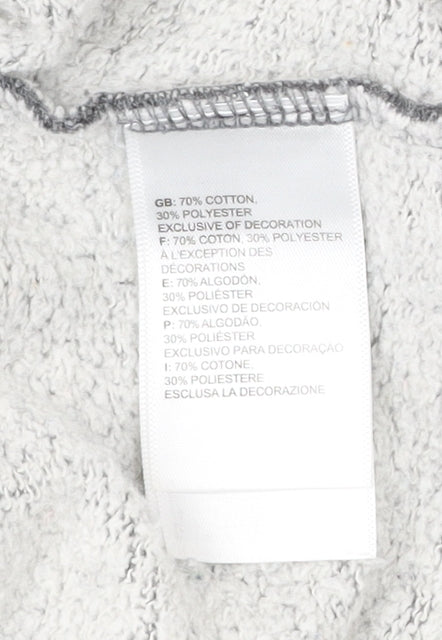 GB: 70% COTTON,
30% POLYESTER
EXCLUSIVE OF DECORATION
F: 70% COTON, 30% POLYESTER
À L'EXCEPTION DES
DÉCORATIONS
E: 70% ALGODÓN,
30% POLIÉSTER
EXCLUSIVO DE DECORACIÓN
P: 70% ALGODÃO,
30% POLIÉSTER
EXCLUSIVO PARA DECORAÇÃO
I: 70% COTONE,
30% POLIESTERE
ESCLUSA LA DECORAZIONE